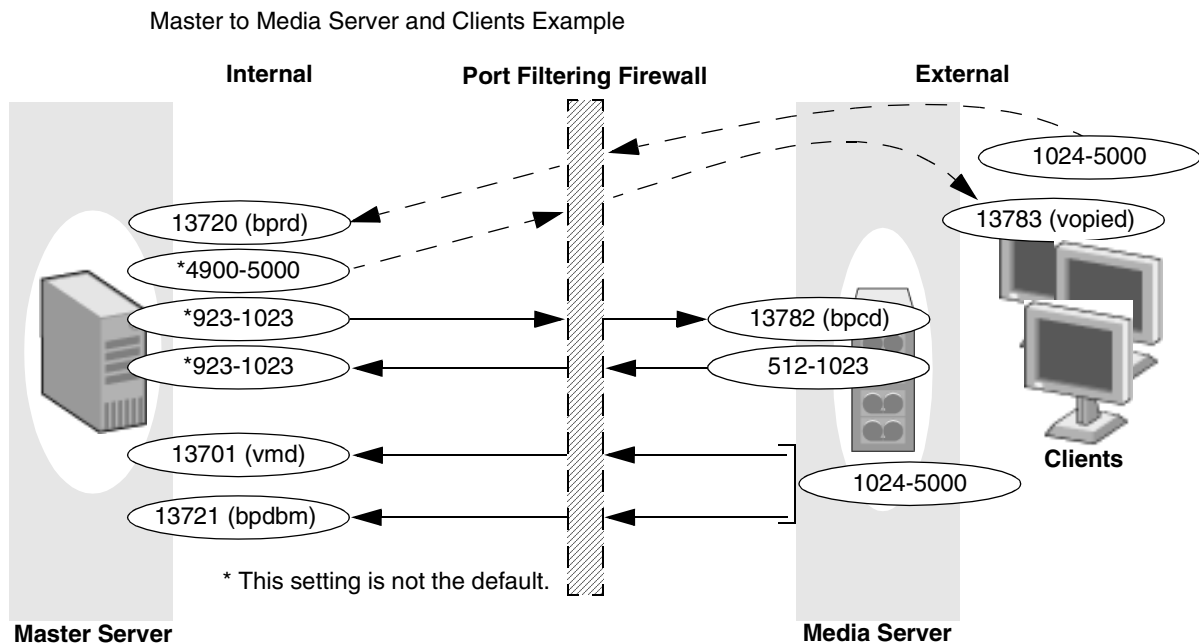 Master to Media Server and Clients Example
Internal
Port Filtering Firewall
External
1024-5000
13720 (bprd)
13783 (vopied)
*4900-5000
*923-1023
13782 (bpcd)
*923-1023
512-1023
13701 (vmd)
Clients
1024-5000
13721 (bpdbm)
* This setting is not the default.
Master Server
Media Server